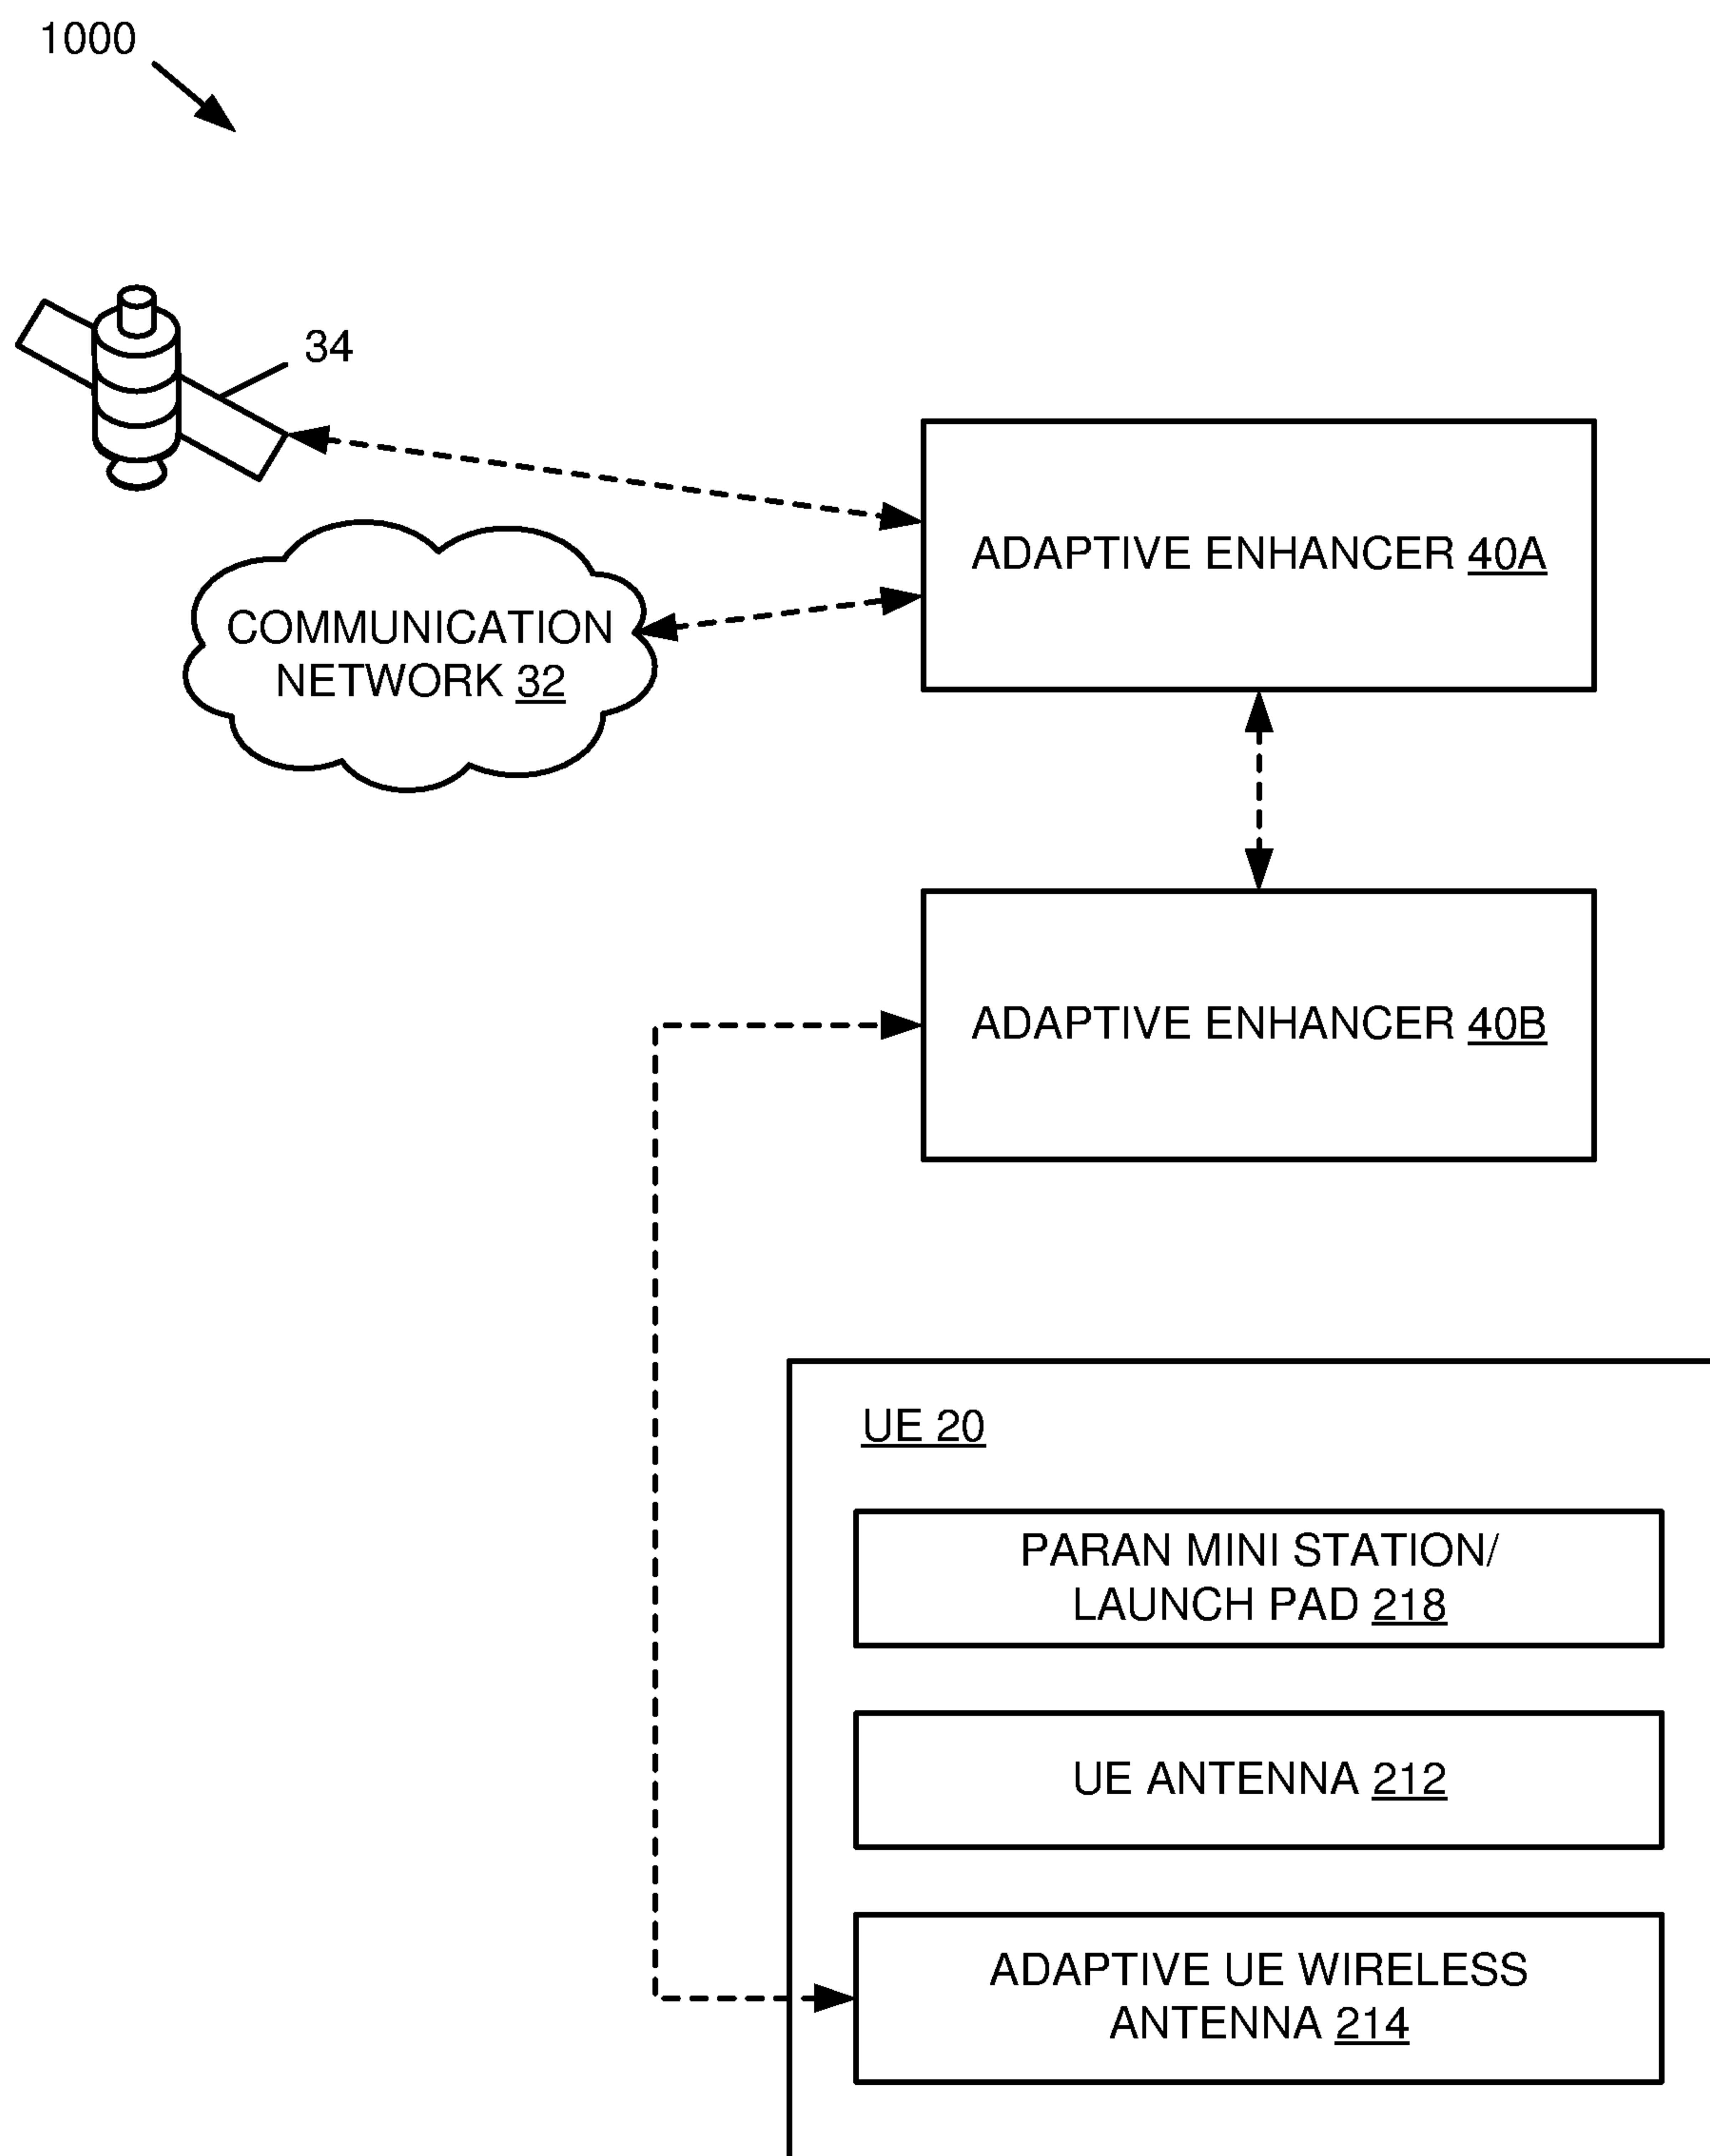 1000
34
ADAPTIVE ENHANCER 40A
COMMUNICATION
NETWORK 32
ADAPTIVE ENHANCER 40B
UE 20
PARAN MINI STATION/
LAUNCH PAD 218
UE ANTENNA 212
ADAPTIVE UE WIRELESS
ANTENNA 214